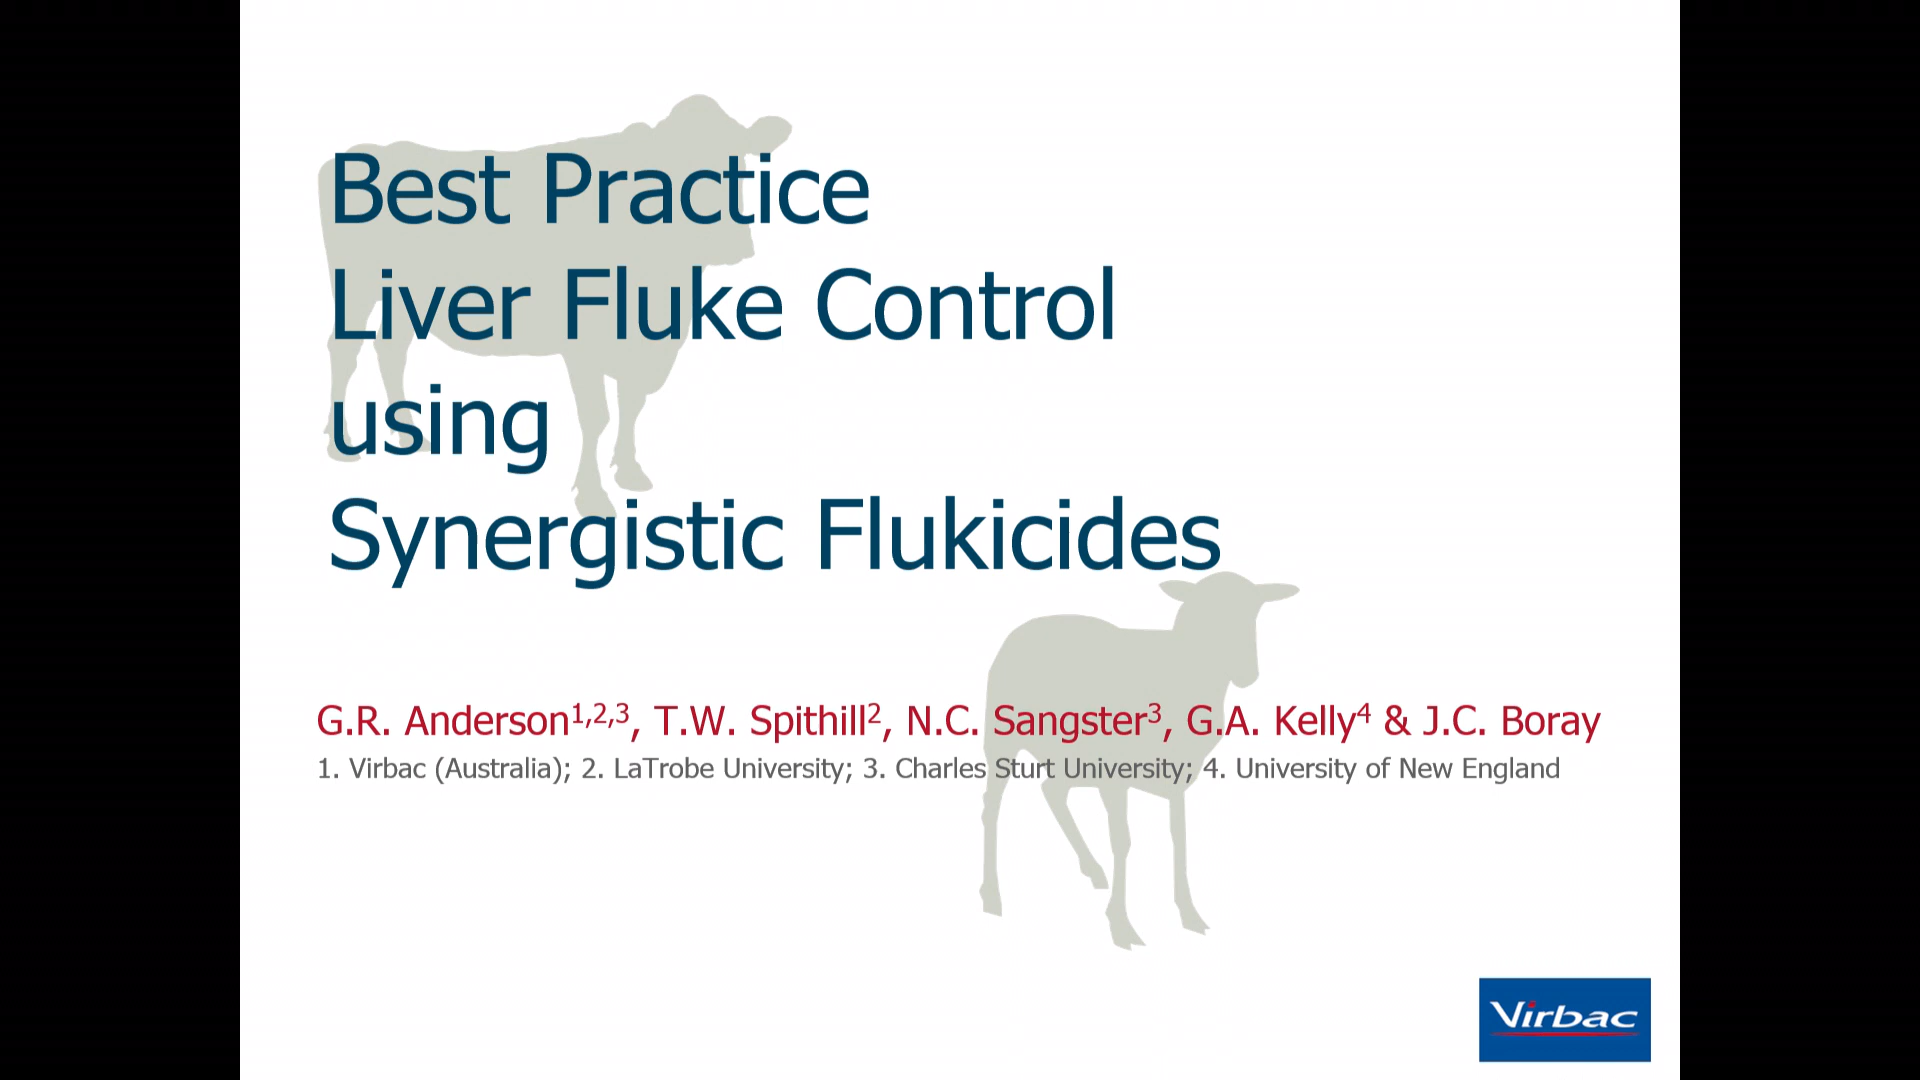 Best Practice
Liver Fluke Control
using
Synergistic Flukicides
G.R. Anderson1,2,3, T.W. Spithill2, N.C. Sangster3, G.A. Kelly4 & J.C. Boray
1. Virbac (Australia); 2. LaTrobe University; 3. Charles Sturt University; 4. University of New England
Virbac